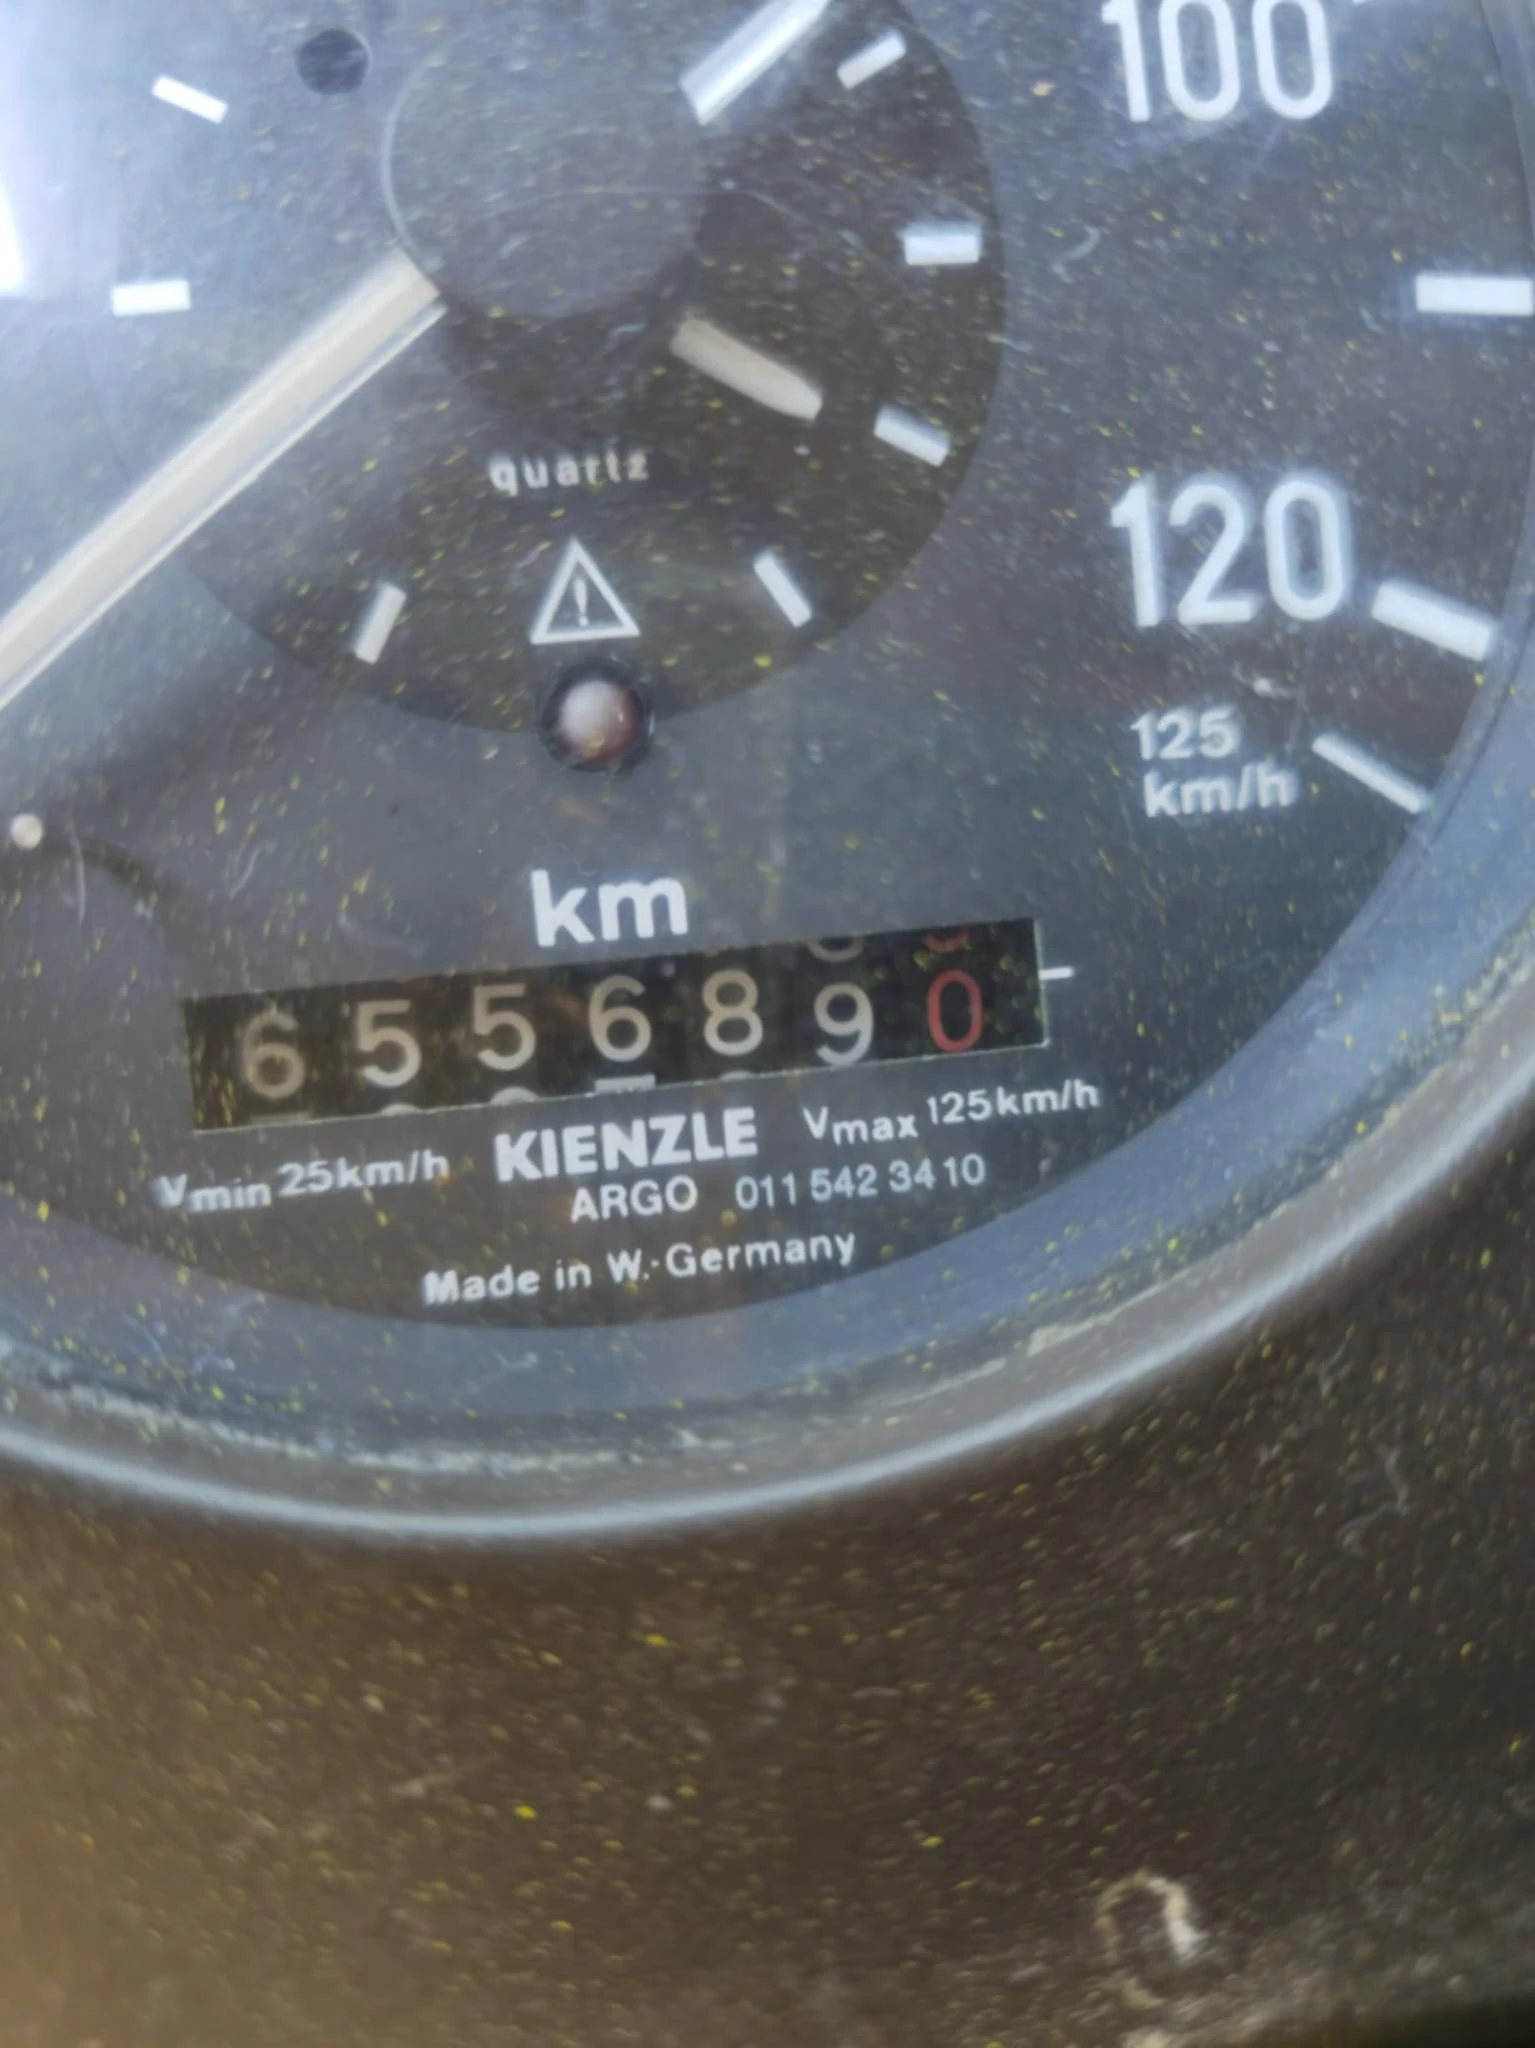 100
quartz
120
125
km/h
km
6556890
Vmin 25km/h KIENZLE Vmax 125km/h
ARGO 011 542 34 10
Made in W.-Germany